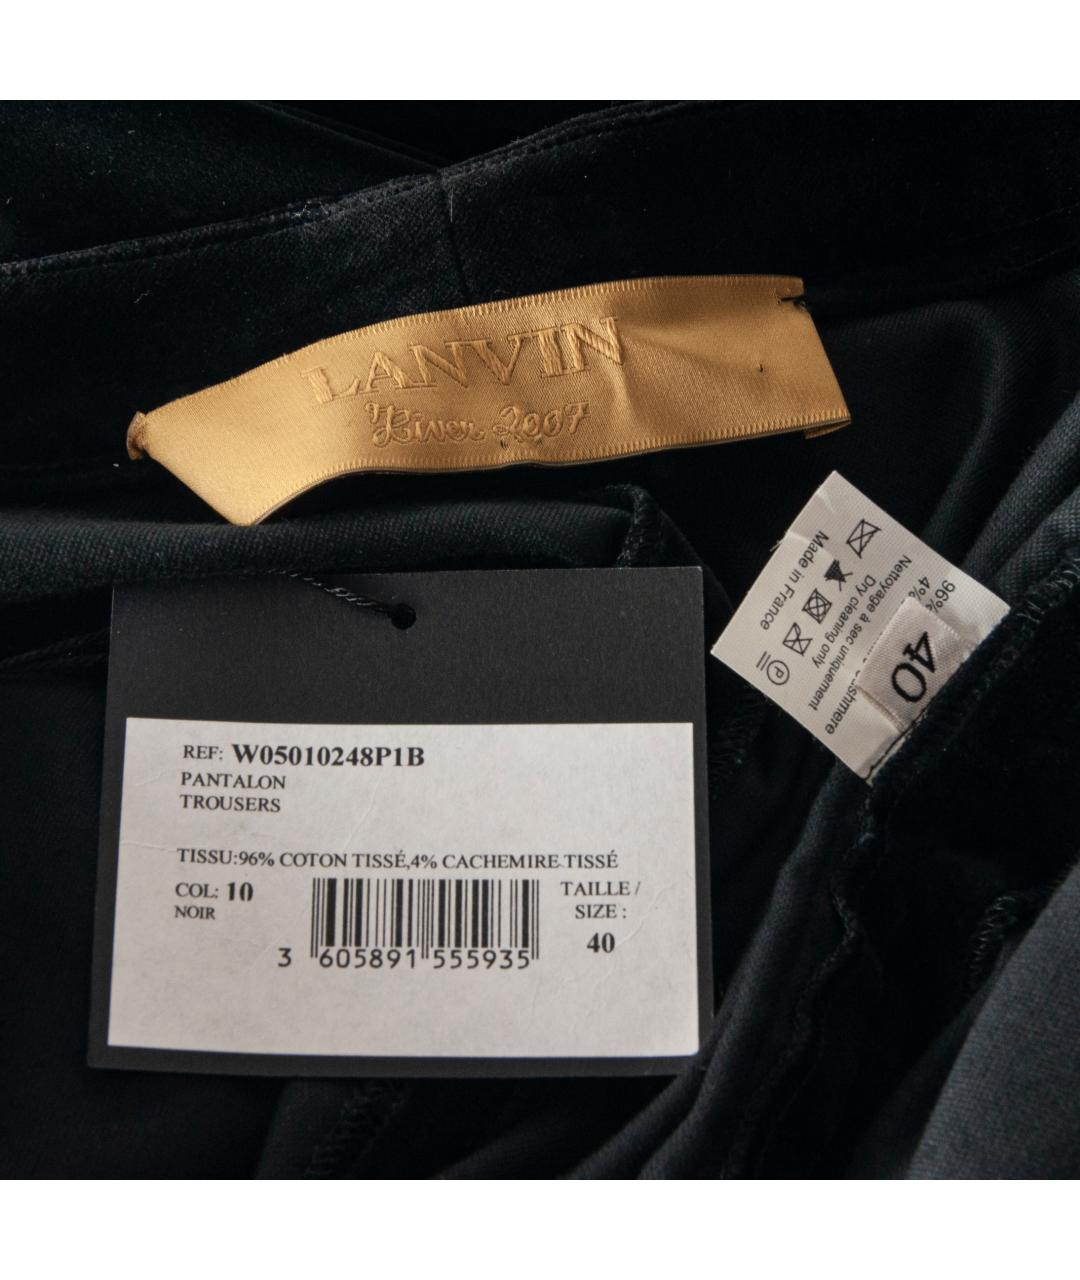 LANVIN
Hiver 2007
REF: W05010248P1B
PANTALON
TROUSERS
TISSU:96% COTON TISSÉ,4% CACHEMIRE TISSÉ
COL: 10
NOIR
TAILLE /
SIZE :
40
3 605891 555935
96%
4%
cashmere
40
Nettoyage à sec uniquement
Dry cleaning only
P
Made in France